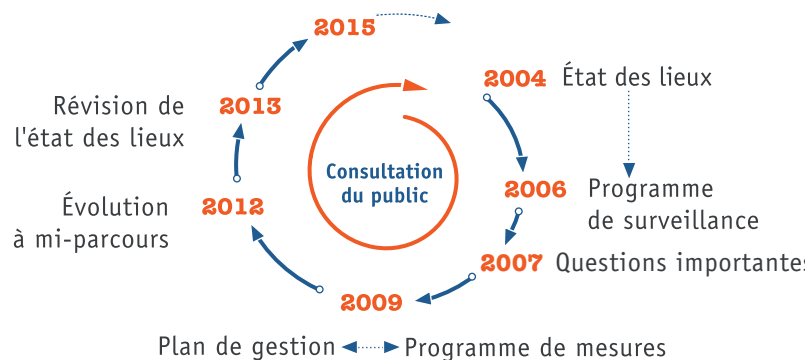 2015
2004 État des lieux
2013 Révision de
l'état des lieux
Consultation
du public
2006 Programme
de surveillance
2012 Évolution
à mi-parcours
2007 Questions importantes
2009
Plan de gestion Programme de mesures